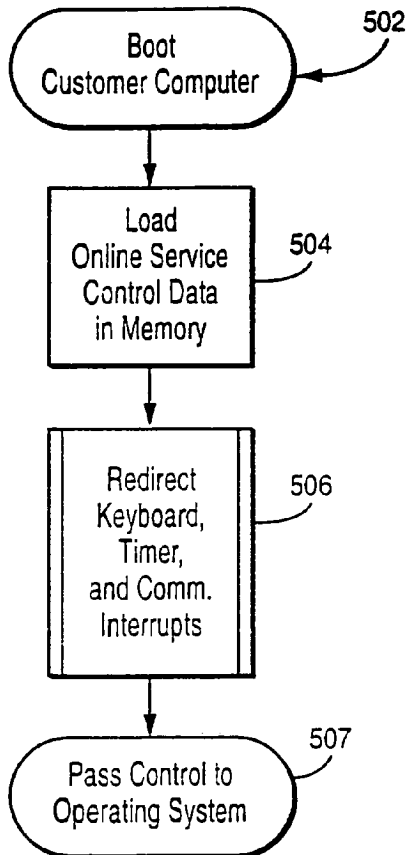 Boot
Customer Computer
502
Load
Online Service
Control Data
in Memory
504
Redirect
Keyboard,
Timer,
and Comm.
Interrupts
506
Pass Control to
Operating System
507